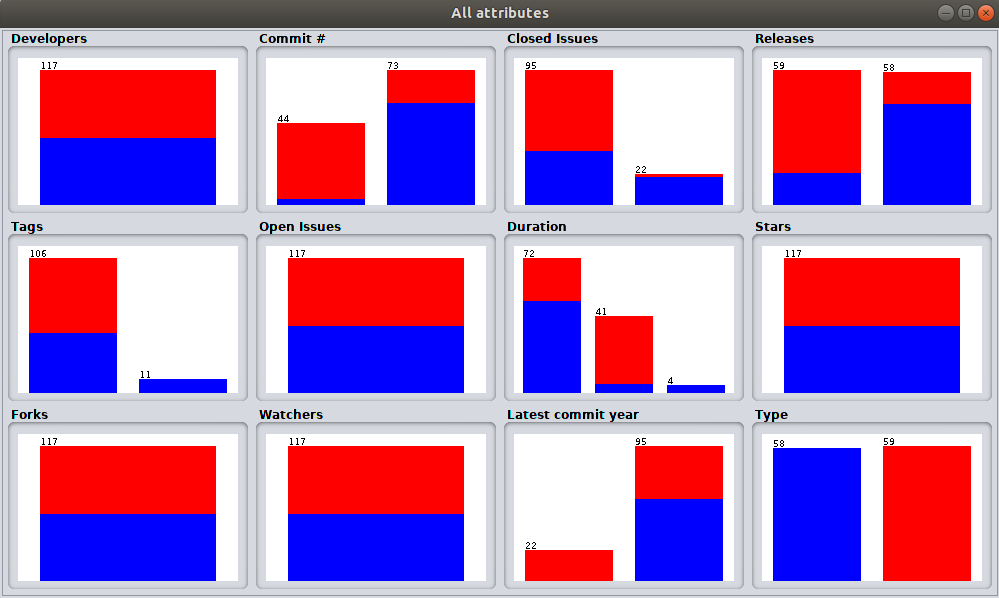 All attributes
Developers
117
Commit #
44
73
Closed Issues
95
22
Releases
59
58
Tags
106
11
Open Issues
117
Duration
72
41
4
Stars
117
Forks
117
Watchers
117
Latest commit year
22
95
Type
58
59